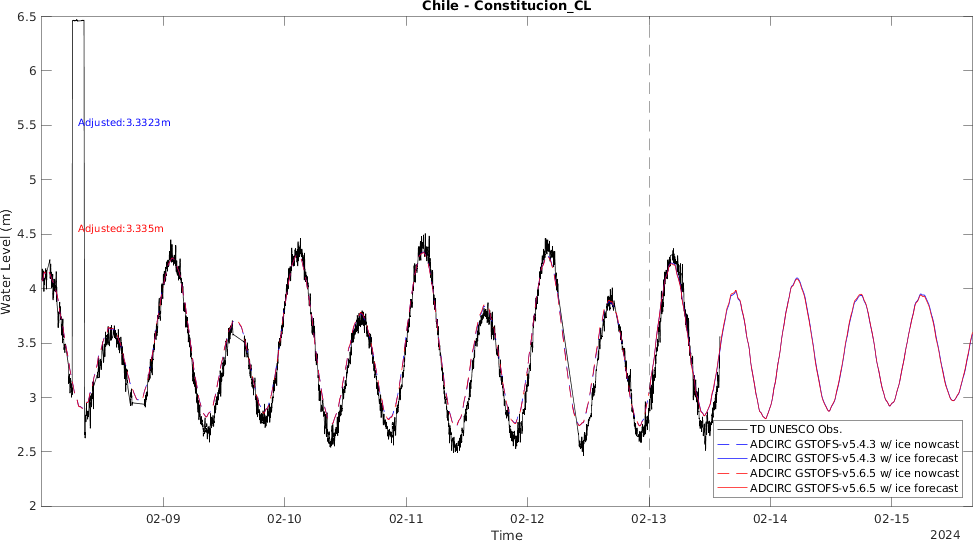 Chile - Constitucion_CL
6.5
6
5.5
5
4.5
4
3.5
3
2.5
2
Water Level (m)
Adjusted:3.3323m
Adjusted:3.335m
TD UNESCO Obs.
ADCIRC GSTOFS-v5.4.3 w/ ice nowcast
ADCIRC GSTOFS-v5.4.3 w/ ice forecast
ADCIRC GSTOFS-v5.6.5 w/ ice nowcast
ADCIRC GSTOFS-v5.6.5 w/ ice forecast
02-09 02-10 02-11 02-12 02-13 02-14 02-15
Time
2024